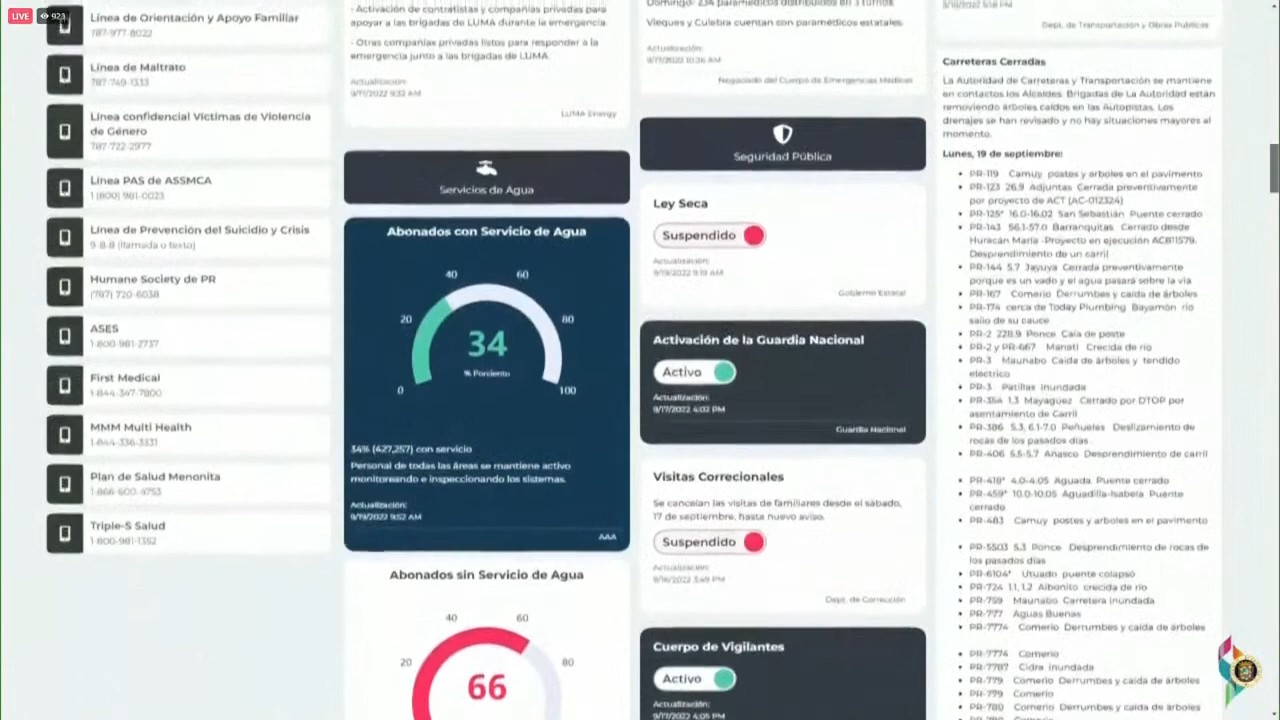 LIVE 921
Línea de Orientación y Apoyo Familiar
787-977-8022
Línea de Maltrato
787-749-1333
Línea confidencial Víctimas de Violencia
de Género
787-722-2977
Línea PAS de ASSMCA
1 (800) 981-0023
Línea de Prevención del Suicidio y Crisis
9-8-8 (llamada o texto)
Humane Society de PR
(787) 720-6038
ASES
1-800-981-2737
First Medical
1-844-347-7800
MMM Multi Health
1-844-336-3331
Plan de Salud Menonita
1-866-600-4753
Triple-S Salud
1-800-981-1352
- Activación de contratistas y compañías privadas para
apoyar a las brigadas de LUMA durante la emergencia.
- Otras compañías privadas listos para responder a la
emergencia junto a las brigadas de LUMA.
Actualización:
9/17/2022 9:32 AM
LUMA Energy
Servicios de Agua
Abonados con Servicio de Agua
40 60
20 80
34
% Porciento
0 100
34% (427,257) con servicio
Personal de todas las áreas se mantiene activo
monitoreando e inspeccionando los sistemas.
Actualización:
9/19/2022 9:52 AM
AAA
Abonados sin Servicio de Agua
40 60
20 80
66
Domingo- 234 paramédicos distribuidos en 3 turnos
Vieques y Culebra cuentan con paramédicos estatales.
Actualización:
9/17/2022 10:36 AM
Negociado del Cuerpo de Emergencias Médicas
Seguridad Pública
Ley Seca
Suspendido
Actualización:
9/19/2022 9:19 AM
Gobierno Estatal
Activación de la Guardia Nacional
Activo
Actualización:
9/17/2022 4:02 PM
Guardia Nacional
Visitas Correcionales
Se cancelan las visitas de familiares desde el sábado,
17 de septiembre, hasta nuevo aviso.
Suspendido
Actualización:
9/16/2022 3:49 PM
Dept. de Corrección
Cuerpo de Vigilantes
Activo
Actualización:
9/17/2022 4:05 PM
9/18/2022 5:18 PM
Dept. de Transportación y Obras Públicas
Carreteras Cerradas
La Autoridad de Carreteras y Transportación se mantiene
en contactos los Alcaldes. Brigadas de La Autoridad están
removiendo árboles caídos en las Autopistas. Los
drenajes se han revisado y no hay situaciones mayores al
momento.
Lunes, 19 de septiembre:
• PR-119 Camuy postes y arboles en el pavimento
• PR-123 26.9 Adjuntas Cerrada preventivamente
por proyecto de ACT (AC-012324)
• PR-125* 16.0-16.02 San Sebastián Puente cerrado
• PR-143 56.1-57.0 Barranquitas Cerrado desde
Huracán María -Proyecto en ejecución AC811579.
Desprendimiento de un carril
• PR-144 5.7 Jayuya Cerrada preventivamente
porque es un vado y el agua pasará sobre la vía
• PR-167 Comerio Derrumbes y caída de árboles
• PR-174 cerca de Today Plumbing Bayamón río
salio de su cauce
• PR-2 228.9 Ponce Caia de poste
• PR-2 y PR-667 Manatí Crecida de río
• PR-3 Maunabo Caída de árboles y tendido
eléctrico
• PR-3 Patillas Inundada
• PR-354 1.3 Mayagüez Cerrado por DTOP por
asentamiento de Carril
• PR-386 5.3, 6.1-7.0 Peñuelas Deslizamiento de
rocas de los pasados días
• PR-406 5.5-5.7 Añasco Desprendimiento de carril
• PR-418* 4.0-4.05 Aguada Puente cerrado
• PR-459* 10.0-10.05 Aguadilla-Isabela Puente
cerrado
• PR-483 Camuy postes y arboles en el pavimento
• PR-5503 5.3 Ponce Desprendimiento de rocas de
los pasados días
• PR-6104* Utuado puente colapsó
• PR-724 1.1, 1.2 Aibonito crecida de río
• PR-759 Maunabo Carretera inundada
• PR-777 Aguas Buenas
• PR-7774 Comerio Derrumbes y caída de árboles
• PR-7774 Comerio
• PR-7787 Cidra inundada
• PR-779 Comerio Derrumbes y caída de árboles
• PR-779 Comerio
• PR-780 Comerio Derrumbes y caída de árboles